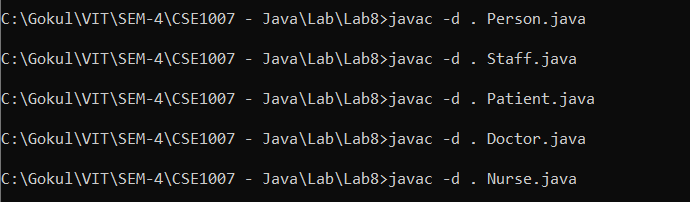 C:\Gokul\VIT\SEM-4\CSE1007 - Java\Lab\Lab8>javac -d . Person.java
C:\Gokul\VIT\SEM-4\CSE1007 - Java\Lab\Lab8>javac -d . Staff.java
C:\Gokul\VIT\SEM-4\CSE1007 - Java\Lab\Lab8>javac -d . Patient.java
C:\Gokul\VIT\SEM-4\CSE1007 - Java\Lab\Lab8>javac -d . Doctor.java
C:\Gokul\VIT\SEM-4\CSE1007 - Java\Lab\Lab8>javac -d . Nurse.java